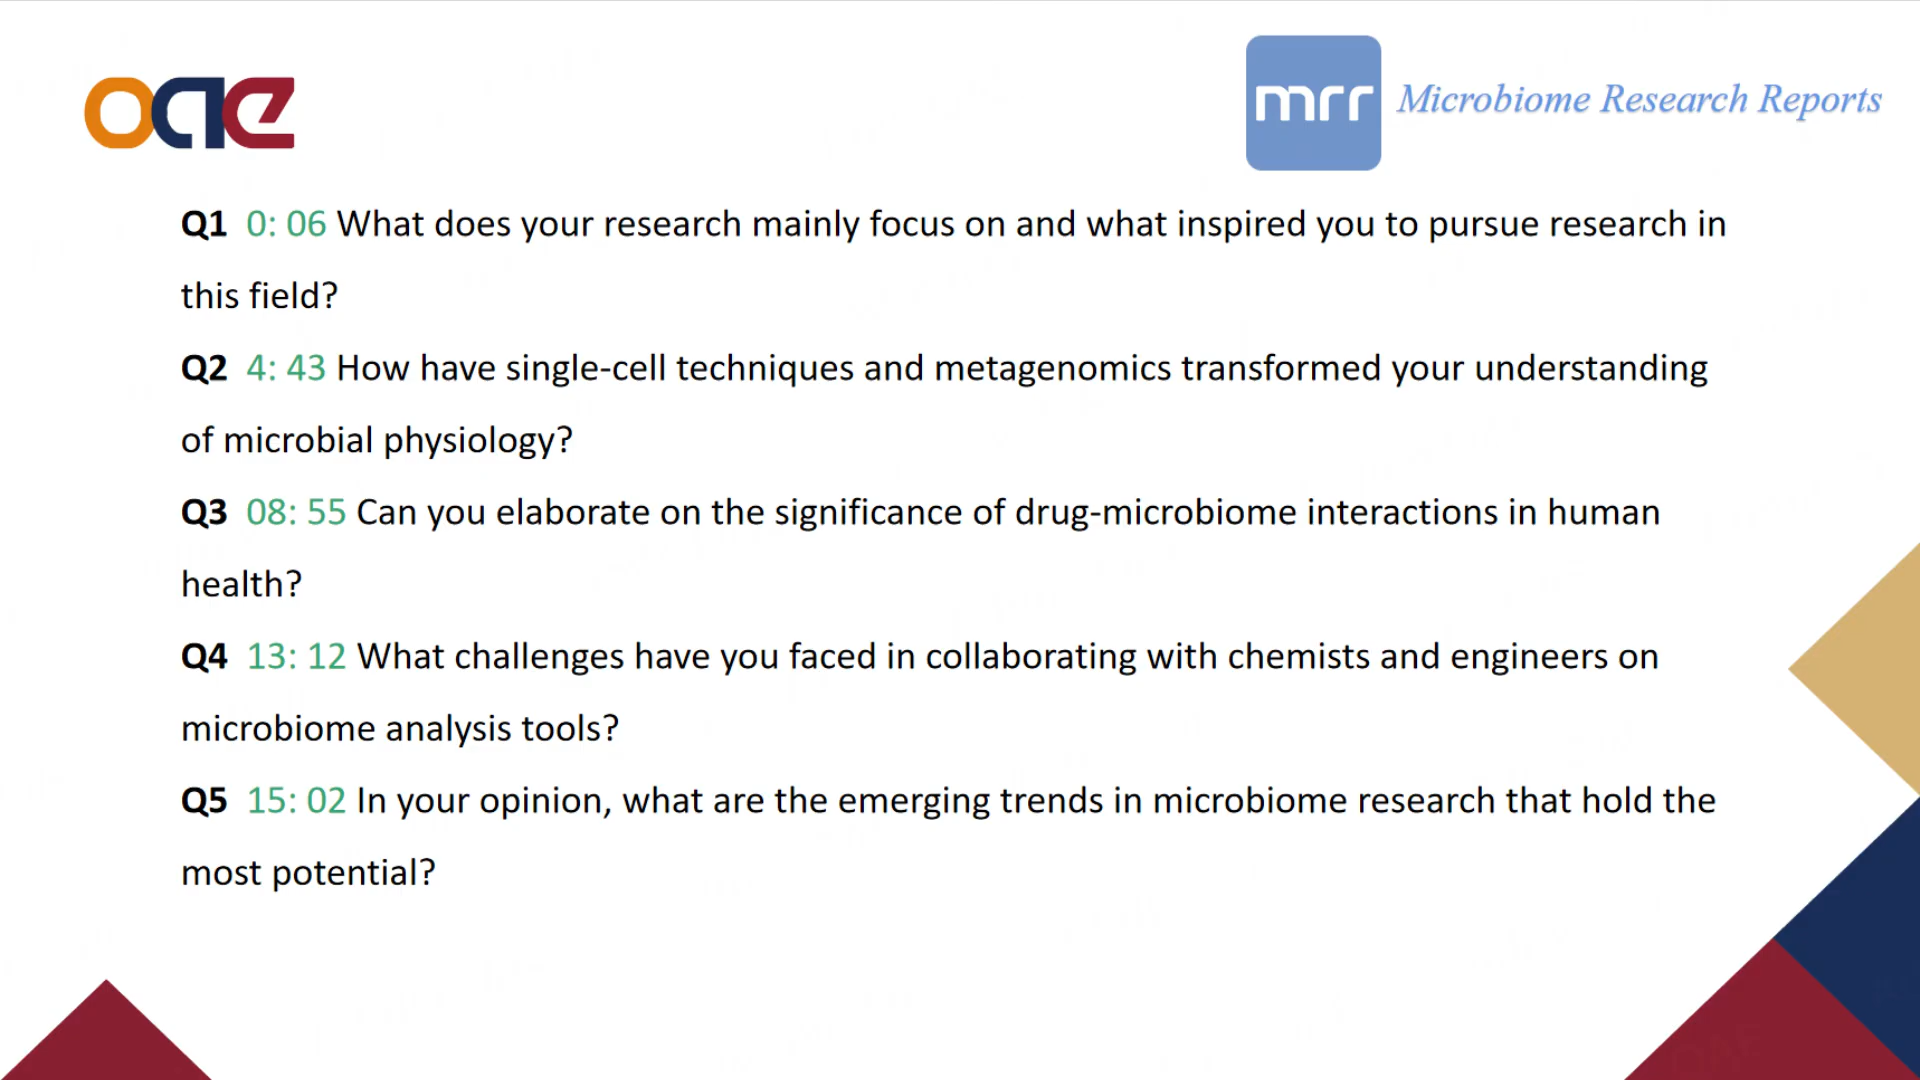 oae
mrr Microbiome Research Reports
Q1 0: 06 What does your research mainly focus on and what inspired you to pursue research in
this field?
Q2 4: 43 How have single-cell techniques and metagenomics transformed your understanding
of microbial physiology?
Q3 08: 55 Can you elaborate on the significance of drug-microbiome interactions in human
health?
Q4 13: 12 What challenges have you faced in collaborating with chemists and engineers on
microbiome analysis tools?
Q5 15: 02 In your opinion, what are the emerging trends in microbiome research that hold the
most potential?